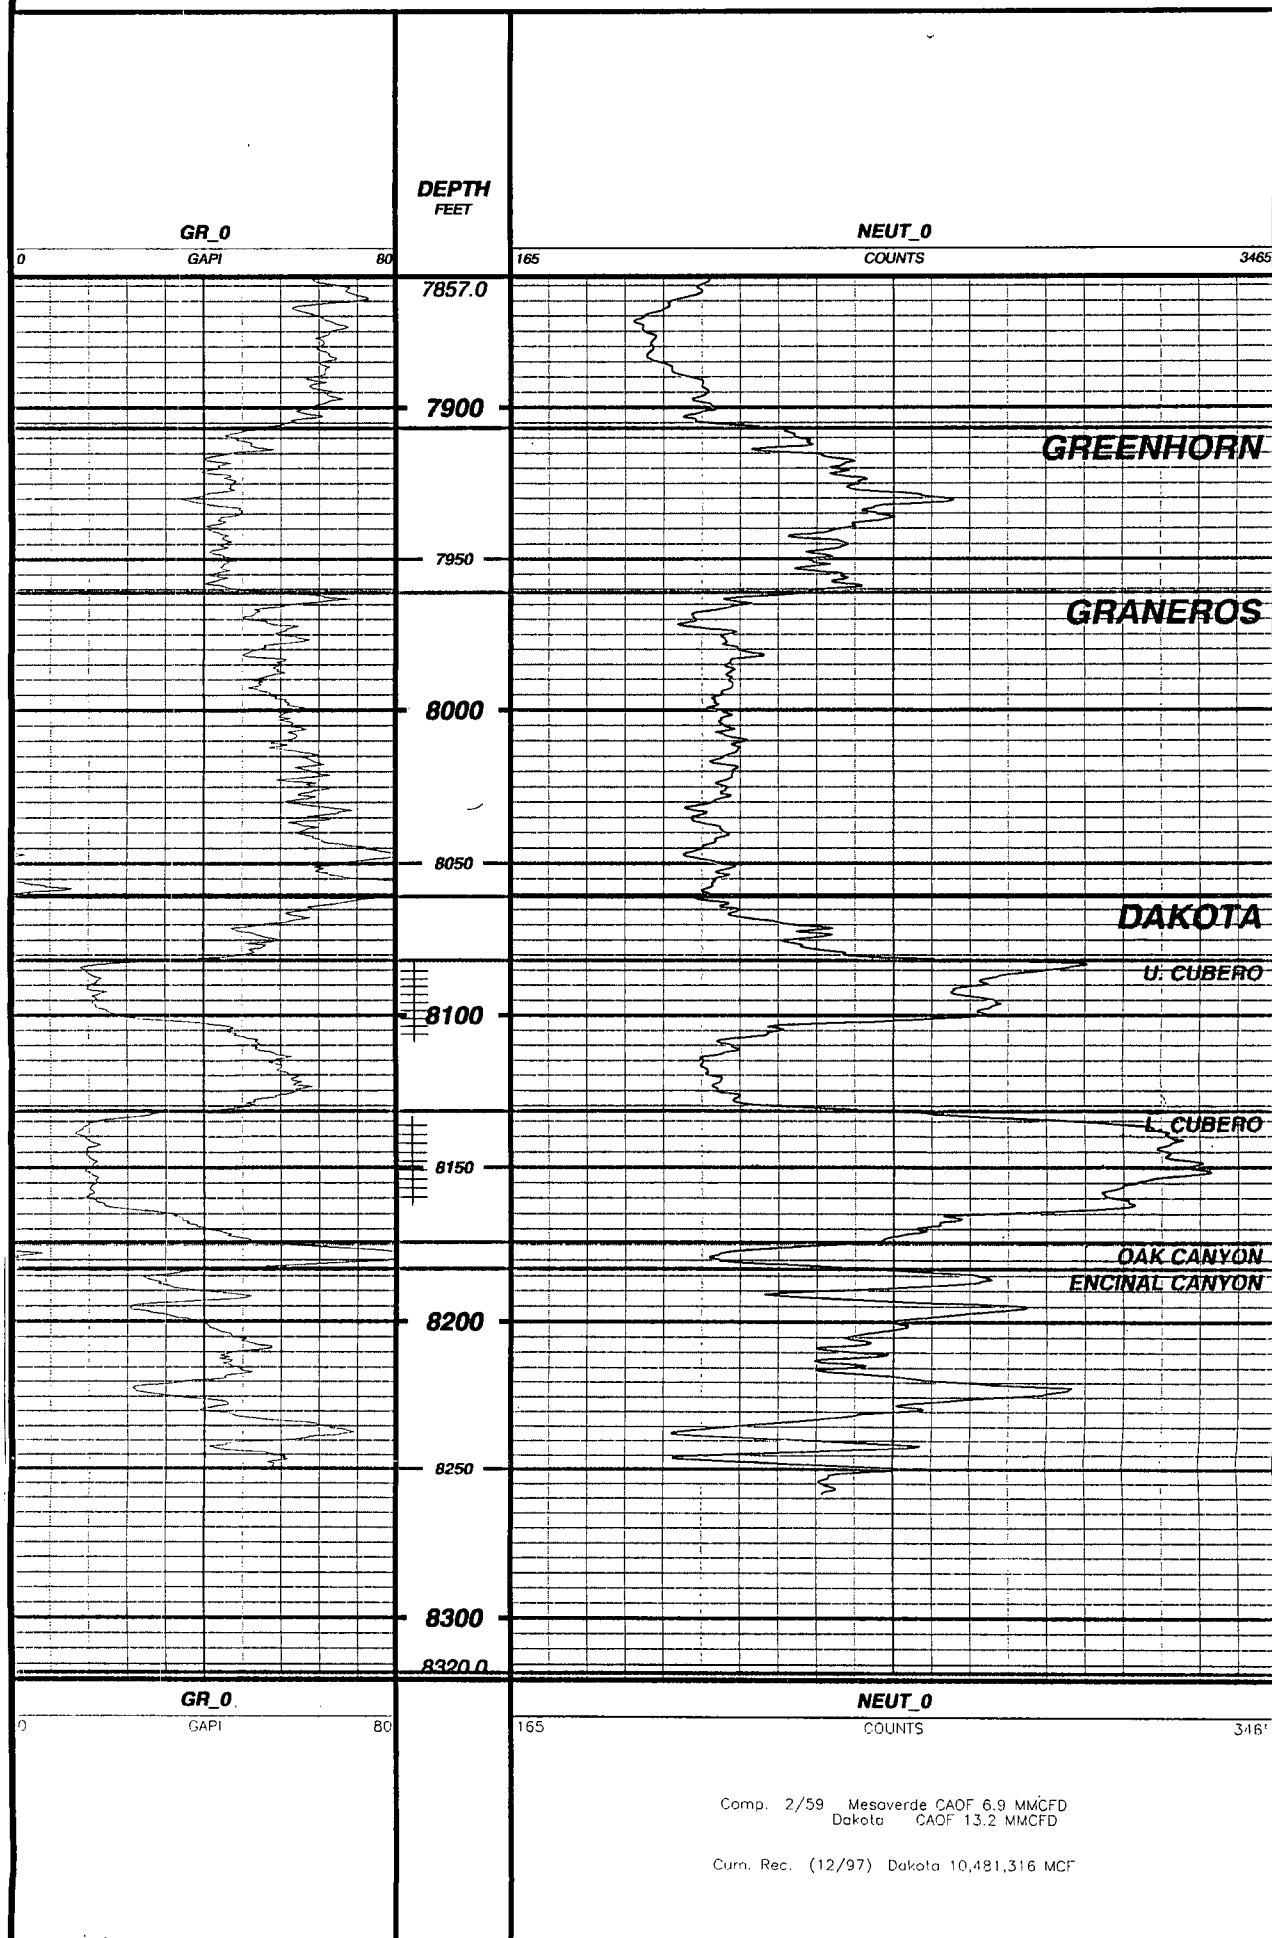 DEPTH
FEET
GR_0 NEUT_0
0 GAPI 80 165 COUNTS 3465
7857.0
7900
GREENHORN
7950
GRANEROS
8000
8050
DAKOTA
U. CUBERO
8100
L. CUBERO
8150
OAK CANYON
ENCINAL CANYON
8200
8250
8300
8320.0
GR_0 NEUT_0
0 GAPI 80 165 COUNTS 346
Comp. 2/59 Mesaverde CAOF 6.9 MMCFD
Dakota CAOF 13.2 MMCFD
Cum. Rec. (12/97) Dakota 10,481,316 MCF